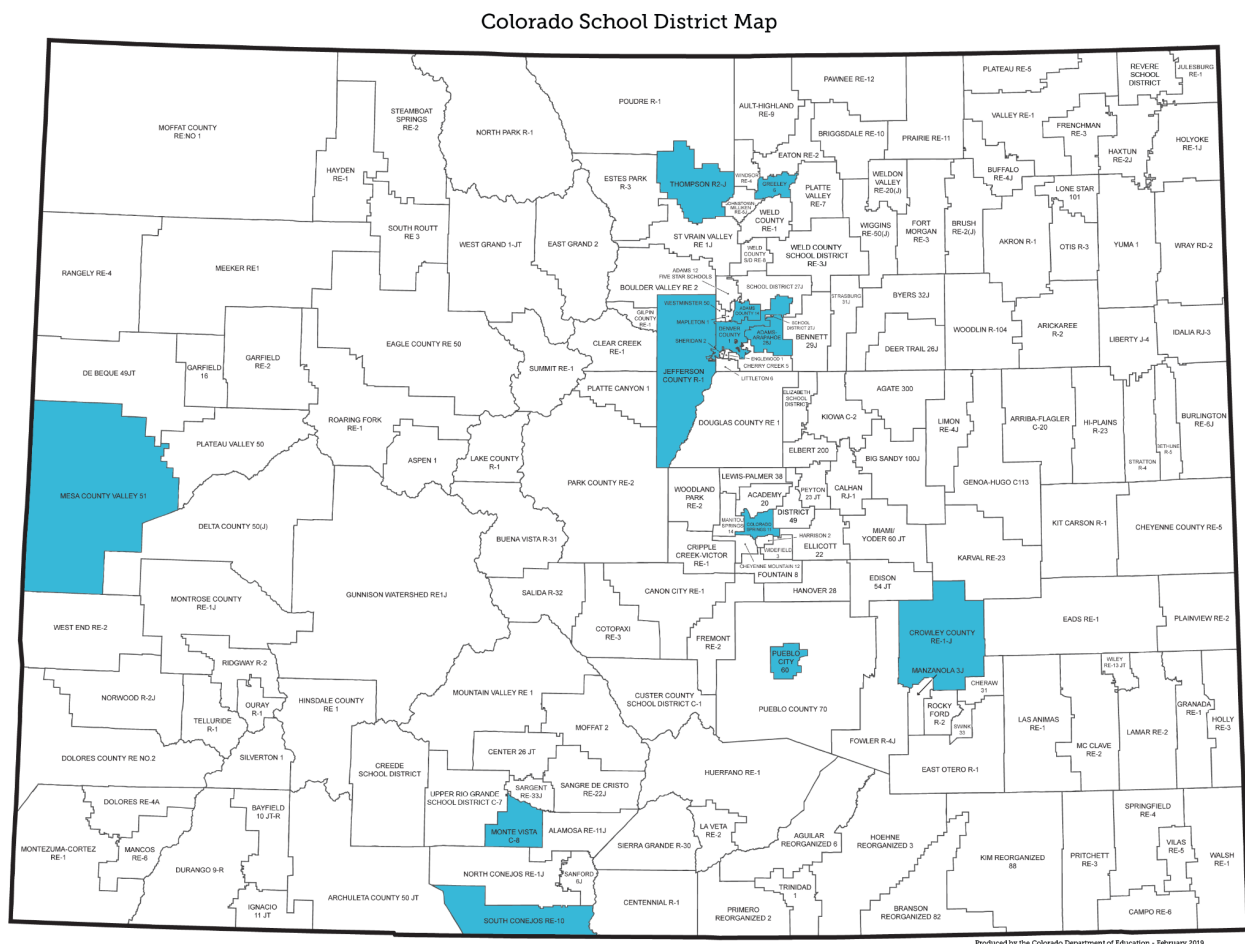 Colorado School District Map
MOFFAT COUNTY
RE:NO 1
HAYDEN
RE-1
STEAMBOAT
SPRINGS
RE-2
NORTH PARK R-1
POUDRE R-1
AULT-HIGHLAND
RE-9
PAWNEE RE-12
BRIGGSDALE RE-10
PRAIRIE RE-11
PLATEAU RE-5
REVERE
SCHOOL
DISTRICT
JULESBURG
RE-1
VALLEY RE-1
FRENCHMAN
RE-3
HAXTUN
RE-2J
HOLYOKE
RE-1J
BUFFALO
RE-4J
LONE STAR
101
ESTES PARK
R-3
THOMPSON R2-J
WINDSOR
RE-4
EATON RE-2
GREELEY
6
PLATTE
VALLEY
RE-7
WELDON
VALLEY
RE-20(J)
JOHNSTOWN-
MILLIKEN
RE-5J
WELD
COUNTY
RE-1
WIGGINS
RE-50(J)
FORT
MORGAN
RE-3
BRUSH
RE-2(J)
AKRON R-1
OTIS R-3
YUMA 1
WRAY RD-2
RANGELY RE-4
MEEKER RE1
SOUTH ROUTT
RE 3
WEST GRAND 1-JT
EAST GRAND 2
ST VRAIN VALLEY
RE 1J
WELD
COUNTY
S/D RE-8
WELD COUNTY
SCHOOL DISTRICT
RE-3J
ADAMS 12
FIVE STAR SCHOOLS
BOULDER VALLEY RE 2
SCHOOL DISTRICT 27J
STRASBURG
31J
BYERS 32J
WOODLIN R-104
ARICKAREE
R-2
LIBERTY J-4
IDALIA RJ-3
GILPIN
COUNTY
RE-1
WESTMINSTER 50
ADAMS
COUNTY 14
MAPLETON 1
SCHOOL
DISTRICT 27J
DENVER
COUNTY
1
ADAMS-
ARAPAHOE
28J
BENNETT
29J
DEER TRAIL 26J
SHERIDAN 2
ENGLEWOOD 1
CHERRY CREEK 5
LITTLETON 6
CLEAR CREEK
RE-1
JEFFERSON
COUNTY R-1
EAGLE COUNTY RE 50
SUMMIT RE-1
PLATTE CANYON 1
DE BEQUE 49JT
GARFIELD
16
GARFIELD
RE-2
ROARING FORK
RE-1
ASPEN 1
LAKE COUNTY
R-1
PLATEAU VALLEY 50
MESA COUNTY VALLEY 51
DELTA COUNTY 50(J)
PARK COUNTY RE-2
DOUGLAS COUNTY RE 1
ELIZABETH
SCHOOL
DISTRICT
KIOWA C-2
AGATE 300
LIMON
RE-4J
ARRIBA-FLAGLER
C-20
HI-PLAINS
R-23
STRATTON
R-4
BETHUNE
R-5
BURLINGTON
RE-6J
ELBERT 200
BIG SANDY 100J
GENOA-HUGO C113
LEWIS-PALMER 38
WOODLAND
PARK
RE-2
ACADEMY
20
PEYTON
23 JT
CALHAN
RJ-1
DISTRICT
49
MANITOU
SPRINGS
14
COLORADO
SPRINGS 11
HARRISON 2
WIDEFIELD
3
ELLICOTT
22
MIAMI/
YODER 60 JT
KIT CARSON R-1
CHEYENNE COUNTY RE-5
CRIPPLE
CREEK-VICTOR
RE-1
CHEYENNE MOUNTAIN 12
FOUNTAIN 8
HANOVER 28
EDISON
54 JT
KARVAL RE-23
BUENA VISTA R-31
SALIDA R-32
GUNNISON WATERSHED RE1J
MONTROSE COUNTY
RE-1J
WEST END RE-2
COTOPAXI
RE-3
CANON CITY RE-1
FREMONT
RE-2
PUEBLO
CITY
60
PUEBLO COUNTY 70
CROWLEY COUNTY
RE-1-J
MANZANOLA 3J
EADS RE-1
PLAINVIEW RE-2
CHERAW
31
ROCKY
FORD
R-2
SWINK
33
FOWLER R-4J
EAST OTERO R-1
LAS ANIMAS
RE-1
MC CLAVE
RE-2
WILEY
RE-13 JT
LAMAR RE-2
GRANADA
RE-1
HOLLY
RE-3
RIDGWAY R-2
NORWOOD R-2J
TELLURIDE
R-1
OURAY
R-1
HINSDALE COUNTY
RE 1
MOUNTAIN VALLEY RE 1
MOFFAT 2
CUSTER COUNTY
SCHOOL DISTRICT C-1
DOLORES COUNTY RE NO.2
SILVERTON 1
CREEDE
SCHOOL DISTRICT
CENTER 26 JT
SARGENT
RE-33J
UPPER RIO GRANDE
SCHOOL DISTRICT C-7
SANGRE DE CRISTO
RE-22J
HUERFANO RE-1
DOLORES RE-4A
BAYFIELD
10 JT-R
MONTEZUMA-CORTEZ
RE-1
MANCOS
RE-6
DURANGO 9-R
IGNACIO
11 JT
ARCHULETA COUNTY 50 JT
MONTE VISTA
C-8
ALAMOSA RE-11J
NORTH CONEJOS RE-1J
SANFORD
6J
SOUTH CONEJOS RE-10
SIERRA GRANDE R-30
CENTENNIAL R-1
LA VETA
RE-2
AGUILAR
REORGANIZED 6
PRIMERO
REORGANIZED 2
TRINIDAD
1
HOEHNE
REORGANIZED 3
BRANSON
REORGANIZED 82
KIM REORGANIZED
88
PRITCHETT
RE-3
SPRINGFIELD
RE-4
VILAS
RE-5
WALSH
RE-1
CAMPO RE-6
Produced by the Colorado Department of Education - February 2019